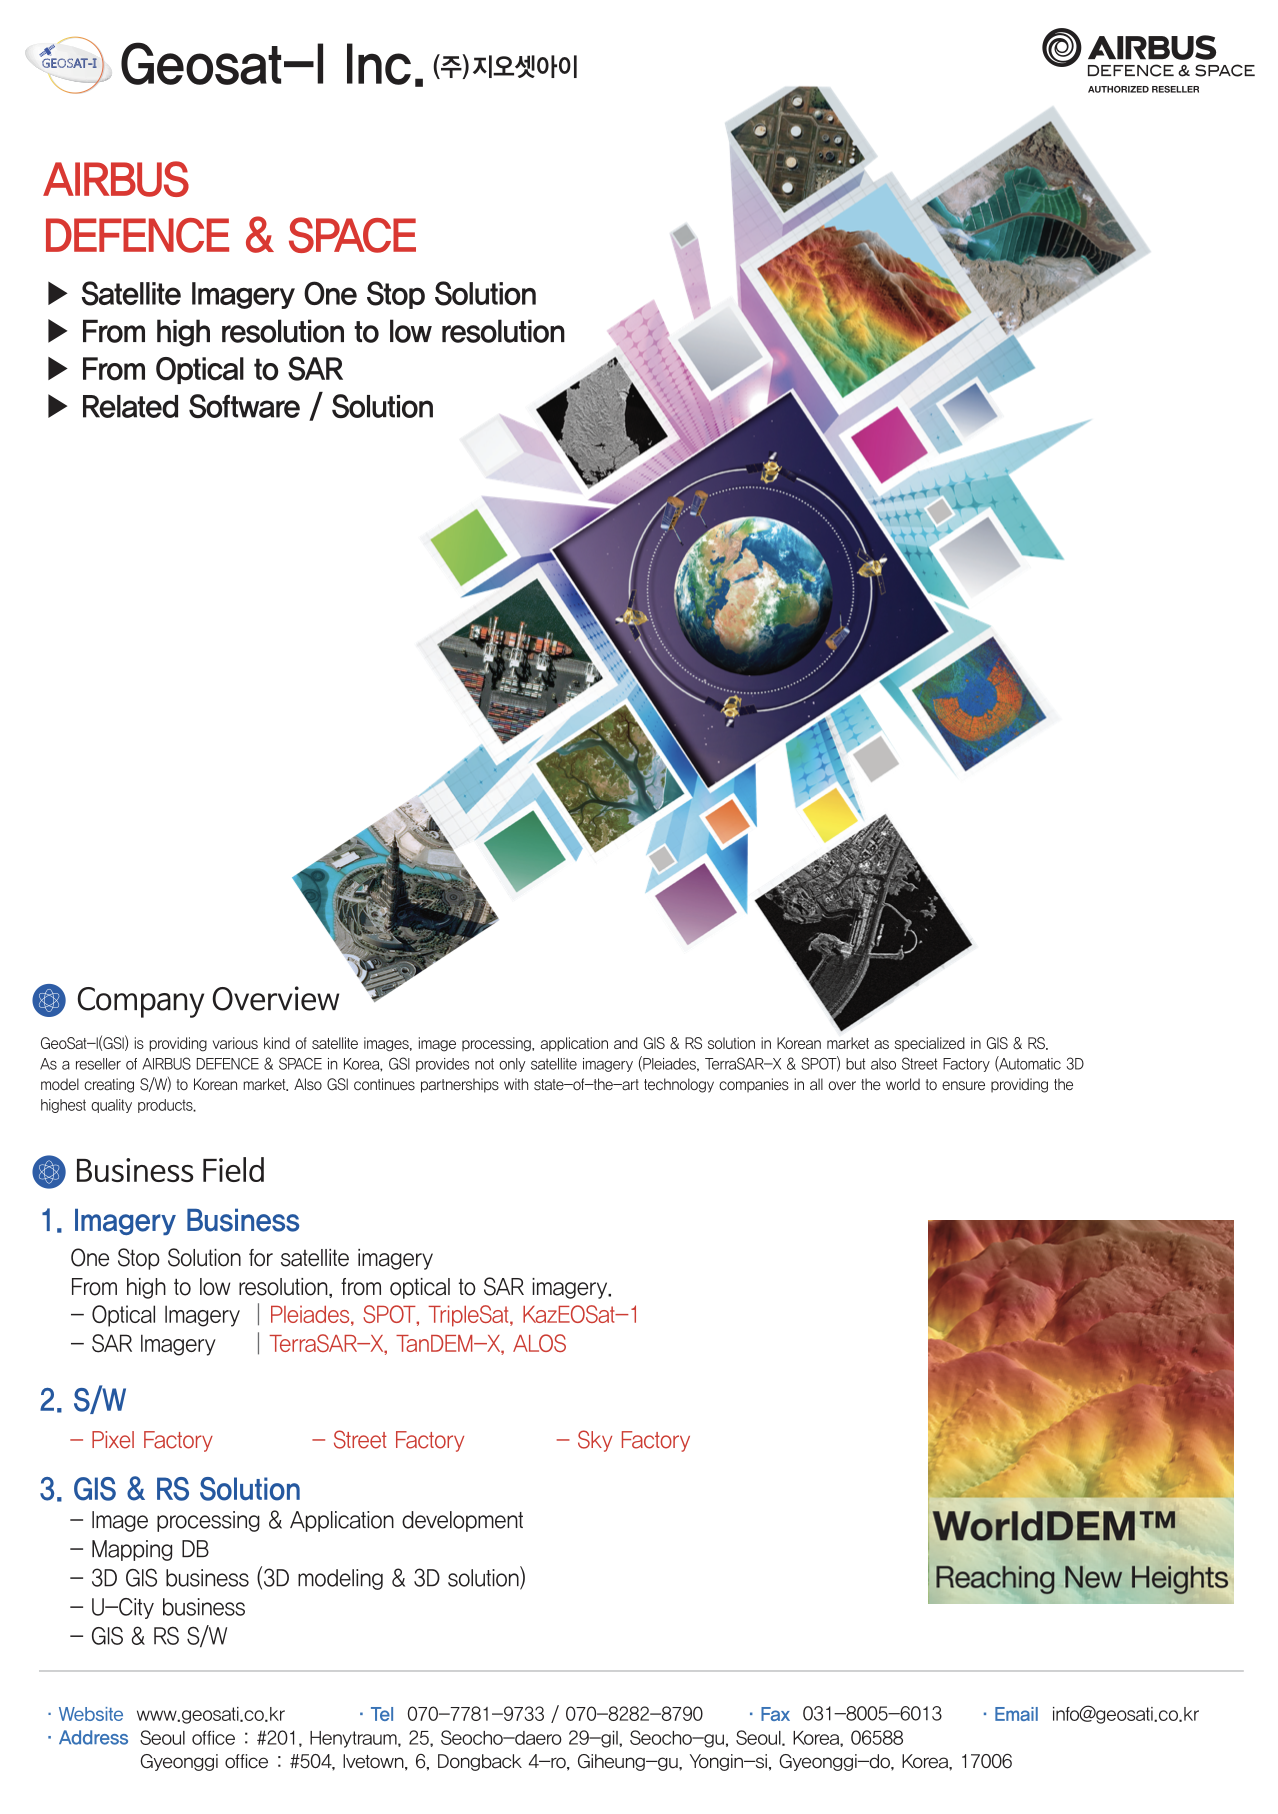 GEOSAT-I
Geosat-I Inc. (주)지오셋아이
AIRBUS
DEFENCE & SPACE
AUTHORIZED RESELLER
AIRBUS
DEFENCE & SPACE
▶ Satellite Imagery One Stop Solution
▶ From high resolution to low resolution
▶ From Optical to SAR
▶ Related Software / Solution
Company Overview
GeoSat-I(GSI) is providing various kind of satellite images, image processing, application and GIS & RS solution in Korean market as specialized in GIS & RS.
As a reseller of AIRBUS DEFENCE & SPACE in Korea, GSI provides not only satellite imagery (Pleiades, TerraSAR-X & SPOT) but also Street Factory (Automatic 3D
model creating S/W) to Korean market. Also GSI continues partnerships with state-of-the-art technology companies in all over the world to ensure providing the
highest quality products.
Business Field
1. Imagery Business
One Stop Solution for satellite imagery
From high to low resolution, from optical to SAR imagery.
- Optical Imagery | Pleiades, SPOT, TripleSat, KazEOSat-1
- SAR Imagery | TerraSAR-X, TanDEM-X, ALOS
2. S/W
- Pixel Factory - Street Factory - Sky Factory
3. GIS & RS Solution
- Image processing & Application development
- Mapping DB
- 3D GIS business (3D modeling & 3D solution)
- U-City business
- GIS & RS S/W
WorldDEM™
Reaching New Heights
· Website www.geosati.co.kr · Tel 070-7781-9733 / 070-8282-8790 · Fax 031-8005-6013 · Email info@geosati.co.kr
· Address Seoul office : #201, Henytraum, 25, Seocho-daero 29-gil, Seocho-gu, Seoul. Korea, 06588
Gyeonggi office : #504, Ivetown, 6, Dongback 4-ro, Giheung-gu, Yongin-si, Gyeonggi-do, Korea, 17006